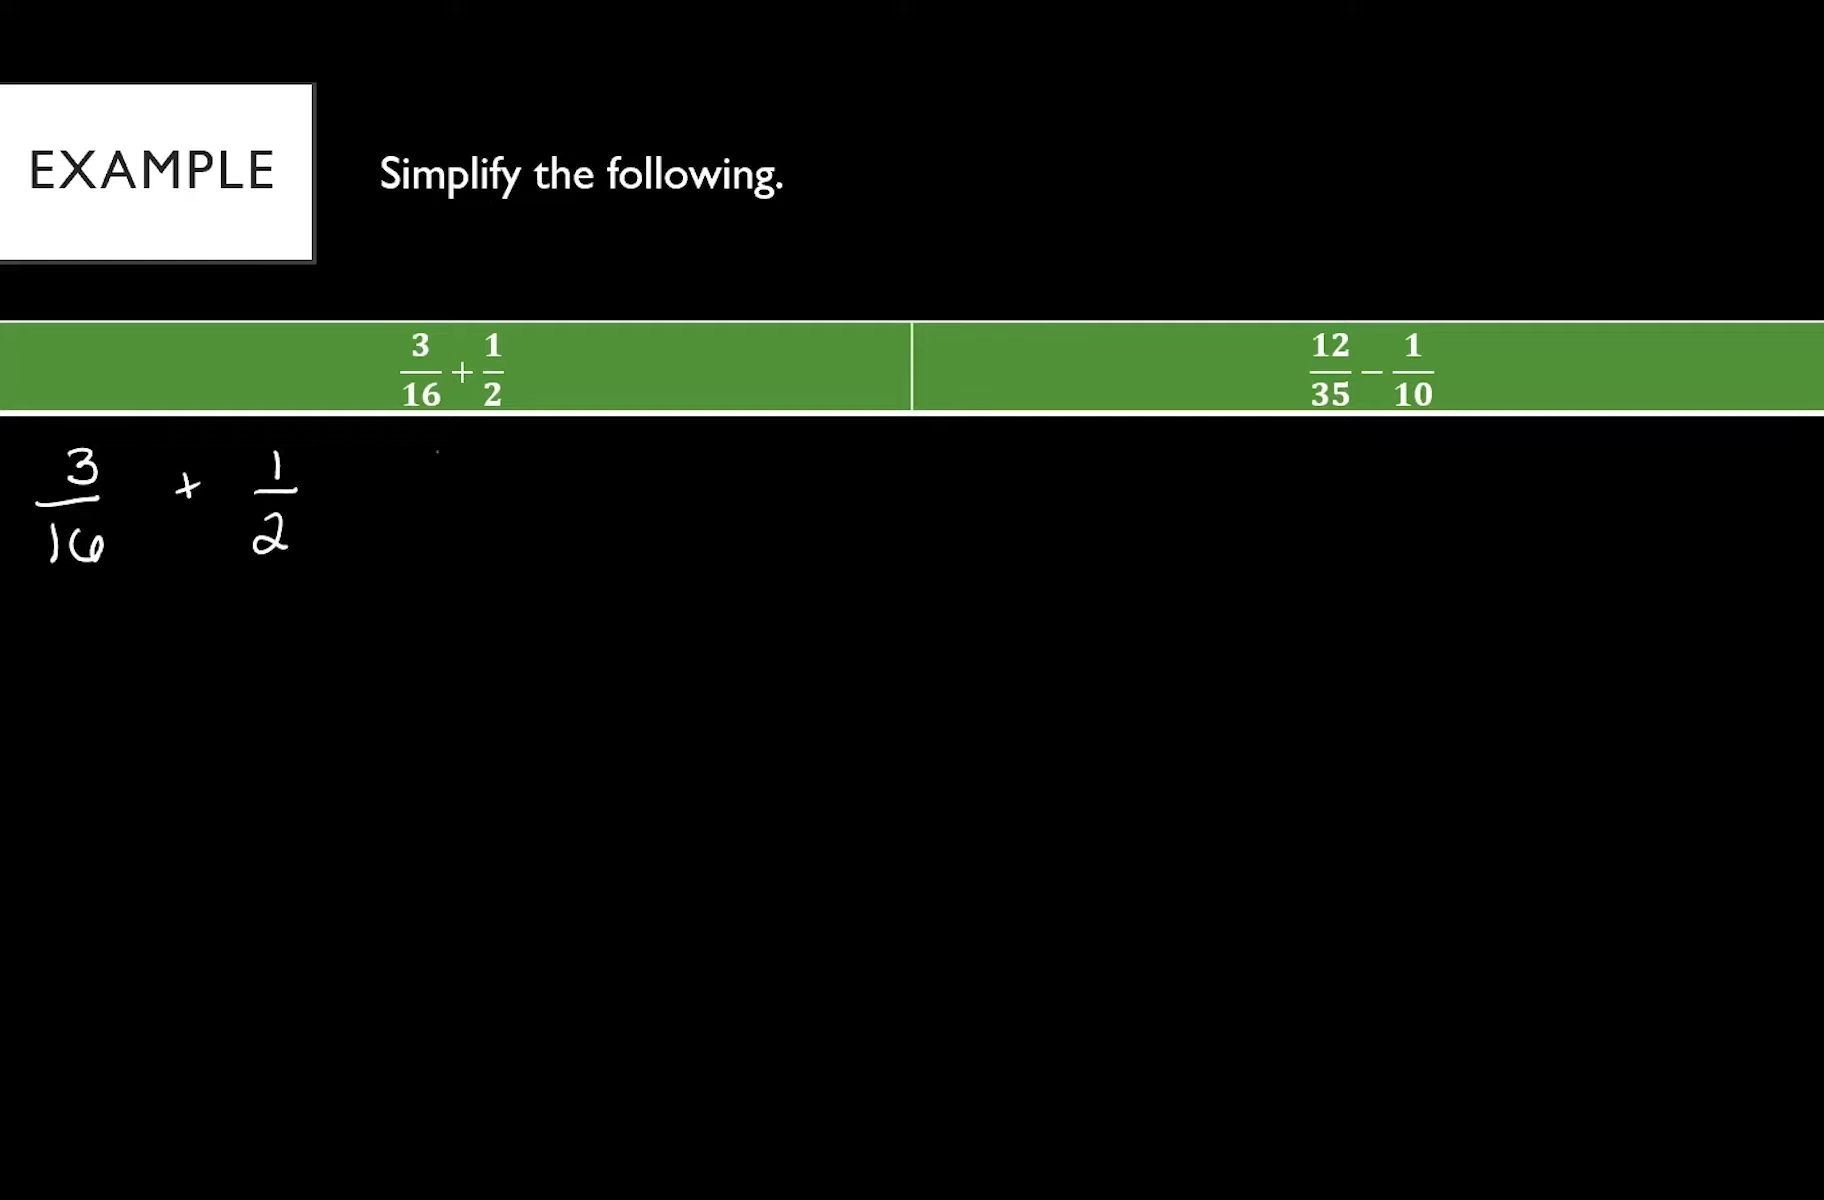 EXAMPLE
Simplify the following.
3/16 + 1/2
12/35 − 1/10
3/16 + 1/2